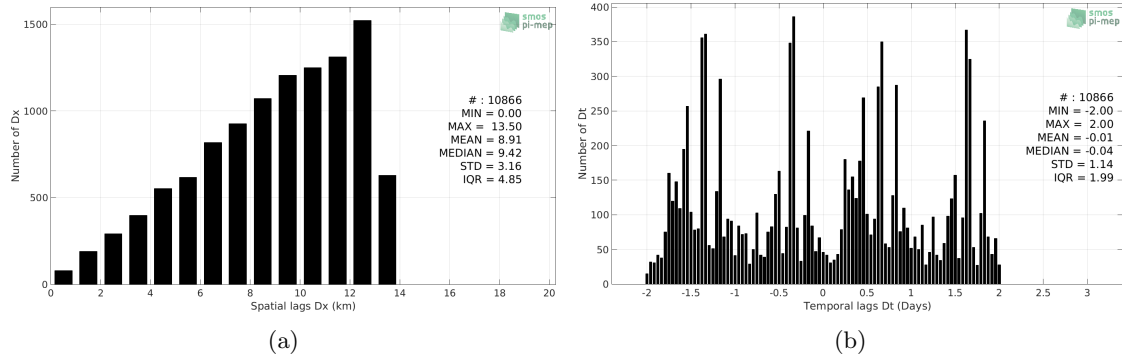 1500
1000
500
0
Number of Dx
0 2 4 6 8 10 12 14 16 18 20
Spatial lags Dx (km)
smos
pi-mep
# : 10866
MIN = 0.00
MAX = 13.50
MEAN = 8.91
MEDIAN = 9.42
STD = 3.16
IQR = 4.85
(a)
400
350
300
250
200
150
100
50
0
Number of Dt
-2 -1.5 -1 -0.5 0 0.5 1 1.5 2 2.5 3
Temporal lags Dt (Days)
smos
pi-mep
# : 10866
MIN = -2.00
MAX = 2.00
MEAN = -0.01
MEDIAN = -0.04
STD = 1.14
IQR = 1.99
(b)